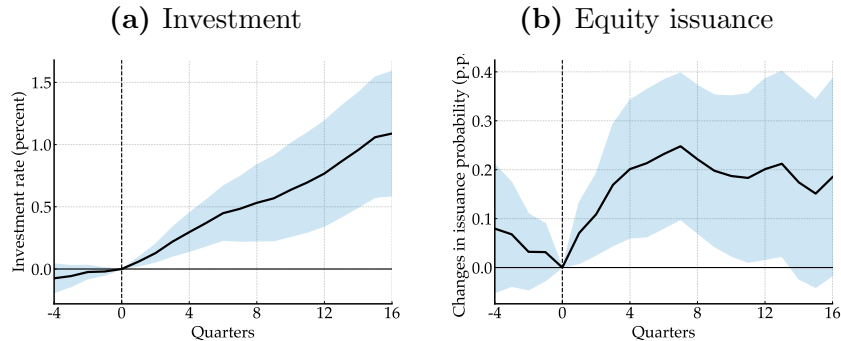 (a) Investment
Investment rate (percent)
1.5
1.0
0.5
0.0
-4 0 4 8 12 16
Quarters
(b) Equity issuance
Changes in issuance probability (p.p.
0.4
0.3
0.2
0.1
0.0
-4 0 4 8 12 16
Quarters